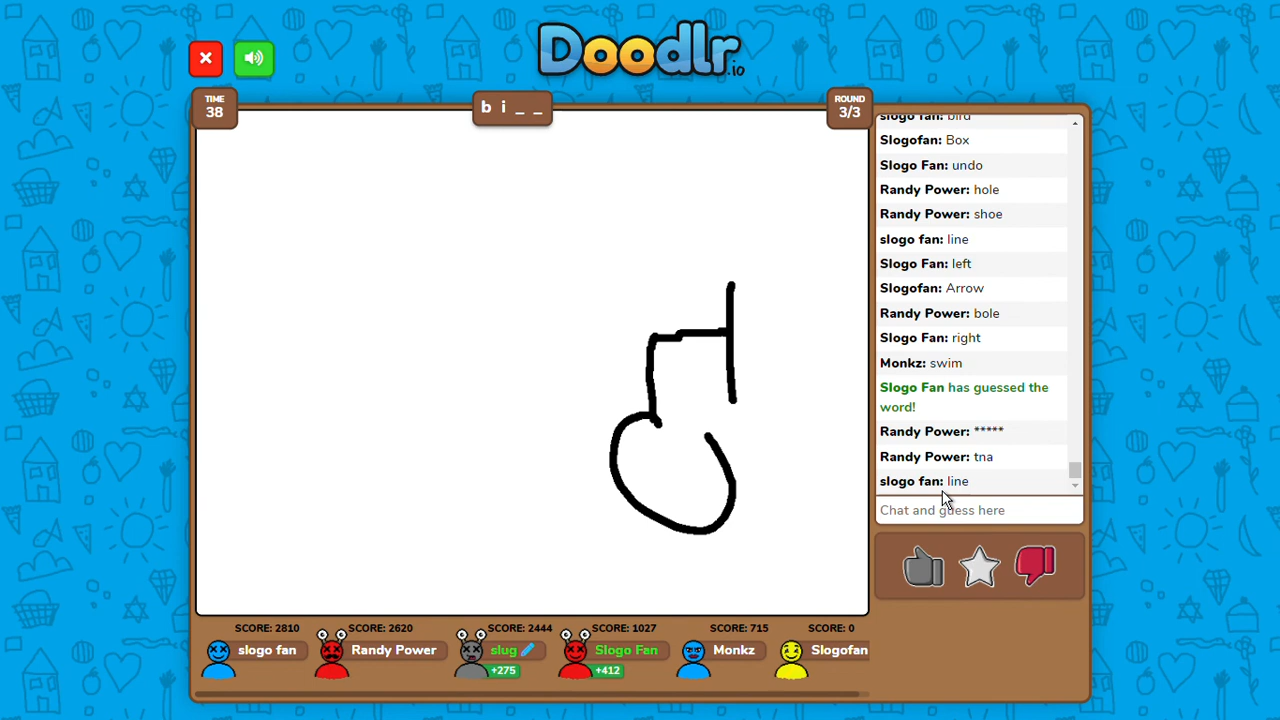 Doodlr
.io
TIME
38
b i _ _
ROUND
3/3
slogo fan: bird
Slogofan: Box
Slogo Fan: undo
Randy Power: hole
Randy Power: shoe
slogo fan: line
Slogo Fan: left
Slogofan: Arrow
Randy Power: bole
Slogo Fan: right
Monkz: swim
Slogo Fan has guessed the
word!
Randy Power: *****
Randy Power: tna
slogo fan: line
Chat and guess here
SCORE: 2810
slogo fan
SCORE: 2620
Randy Power
SCORE: 2444
slug
+275
SCORE: 1027
Slogo Fan
+412
SCORE: 715
Monkz
SCORE: 0
Slogofan